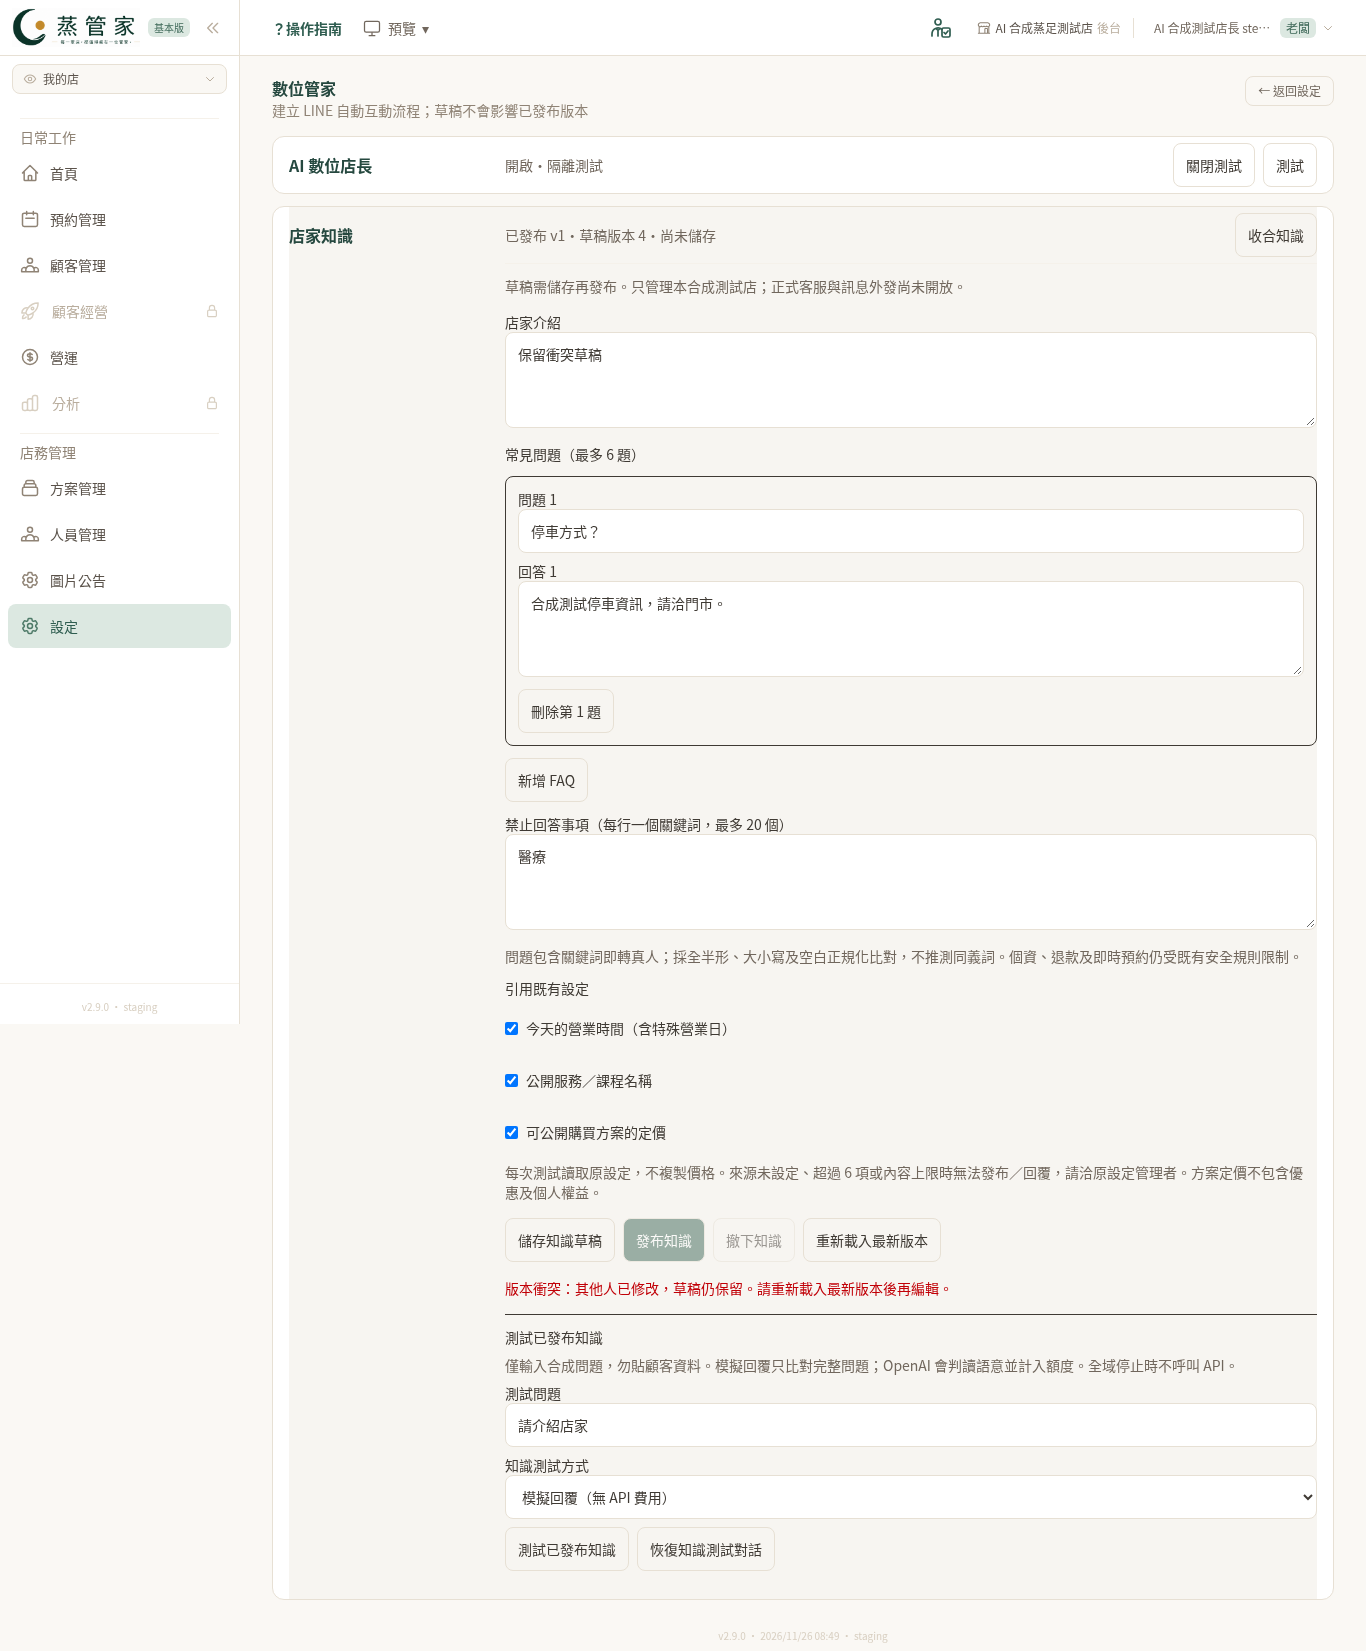 蒸管家
基本版
我的店
日常工作
首頁
預約管理
顧客管理
顧客經營
營運
分析
店務管理
方案管理
人員管理
圖片公告
設定
v2.9.0 · staging
? 操作指南
預覽 ▾
AI 合成蒸足測試店 後台
AI 合成測試店長 ste…
老闆
數位管家
建立 LINE 自動互動流程；草稿不會影響已發布版本
← 返回設定
AI 數位店長
開啟・隔離測試
關閉測試
測試
店家知識
已發布 v1・草稿版本 4・尚未儲存
收合知識
草稿需儲存再發布。只管理本合成測試店；正式客服與訊息外發尚未開放。
店家介紹
保留衝突草稿
常見問題（最多 6 題）
問題 1
停車方式？
回答 1
合成測試停車資訊，請洽門市。
刪除第 1 題
新增 FAQ
禁止回答事項（每行一個關鍵詞，最多 20 個）
醫療
問題包含關鍵詞即轉真人；採全半形、大小寫及空白正規化比對，不推測同義詞。個資、退款及即時預約仍受既有安全規則限制。
引用既有設定
今天的營業時間（含特殊營業日）
公開服務／課程名稱
可公開購買方案的定價
每次測試讀取原設定，不複製價格。來源未設定、超過 6 項或內容上限時無法發布／回覆，請洽原設定管理者。方案定價不包含優
惠及個人權益。
儲存知識草稿
發布知識
撤下知識
重新載入最新版本
版本衝突：其他人已修改，草稿仍保留。請重新載入最新版本後再編輯。
測試已發布知識
僅輸入合成問題，勿貼顧客資料。模擬回覆只比對完整問題；OpenAI 會判讀語意並計入額度。全域停止時不呼叫 API。
測試問題
請介紹店家
知識測試方式
模擬回覆（無 API 費用）
測試已發布知識
恢復知識測試對話
v2.9.0 · 2026/11/26 08:49 · staging